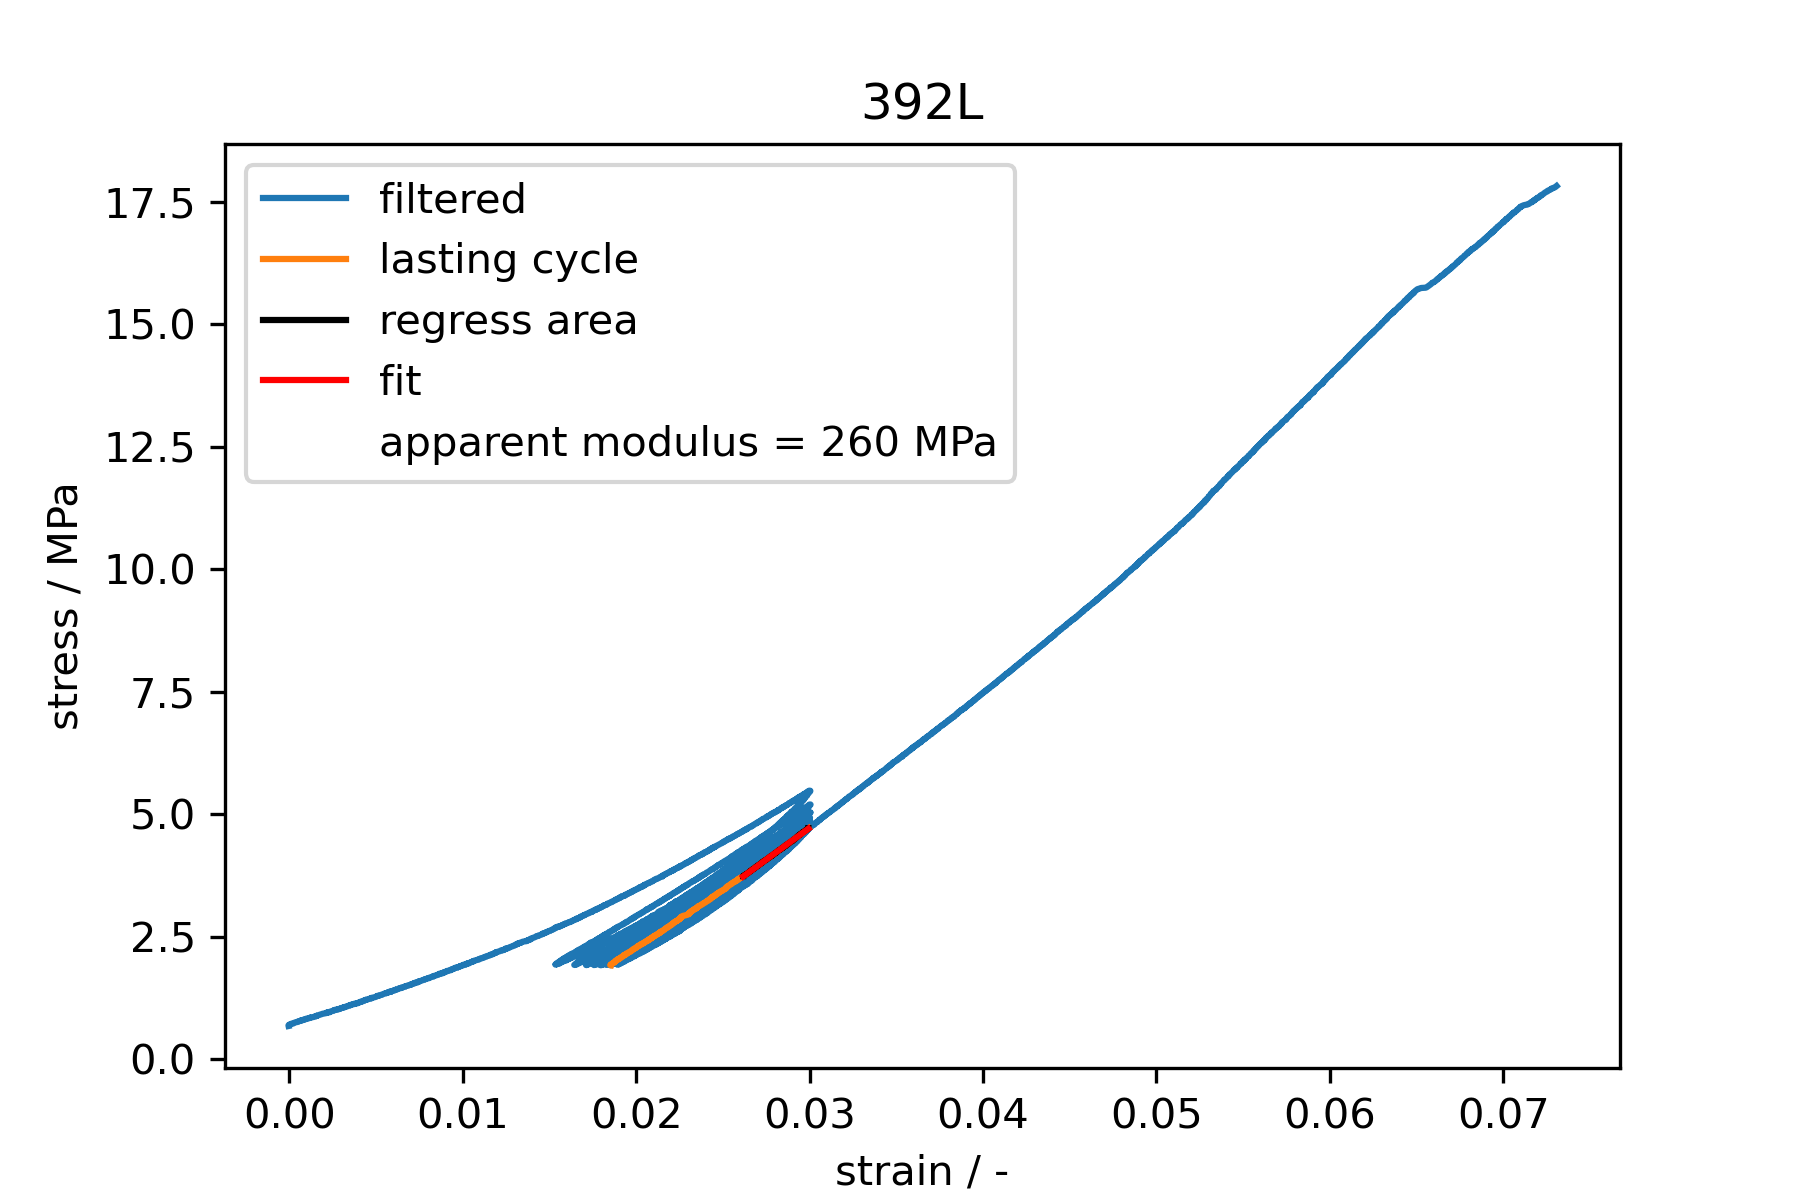 392L
filtered
lasting cycle
regress area
fit
apparent modulus = 260 MPa
stress / MPa
17.5
15.0
12.5
10.0
7.5
5.0
2.5
0.0
0.00 0.01 0.02 0.03 0.04 0.05 0.06 0.07
strain / -